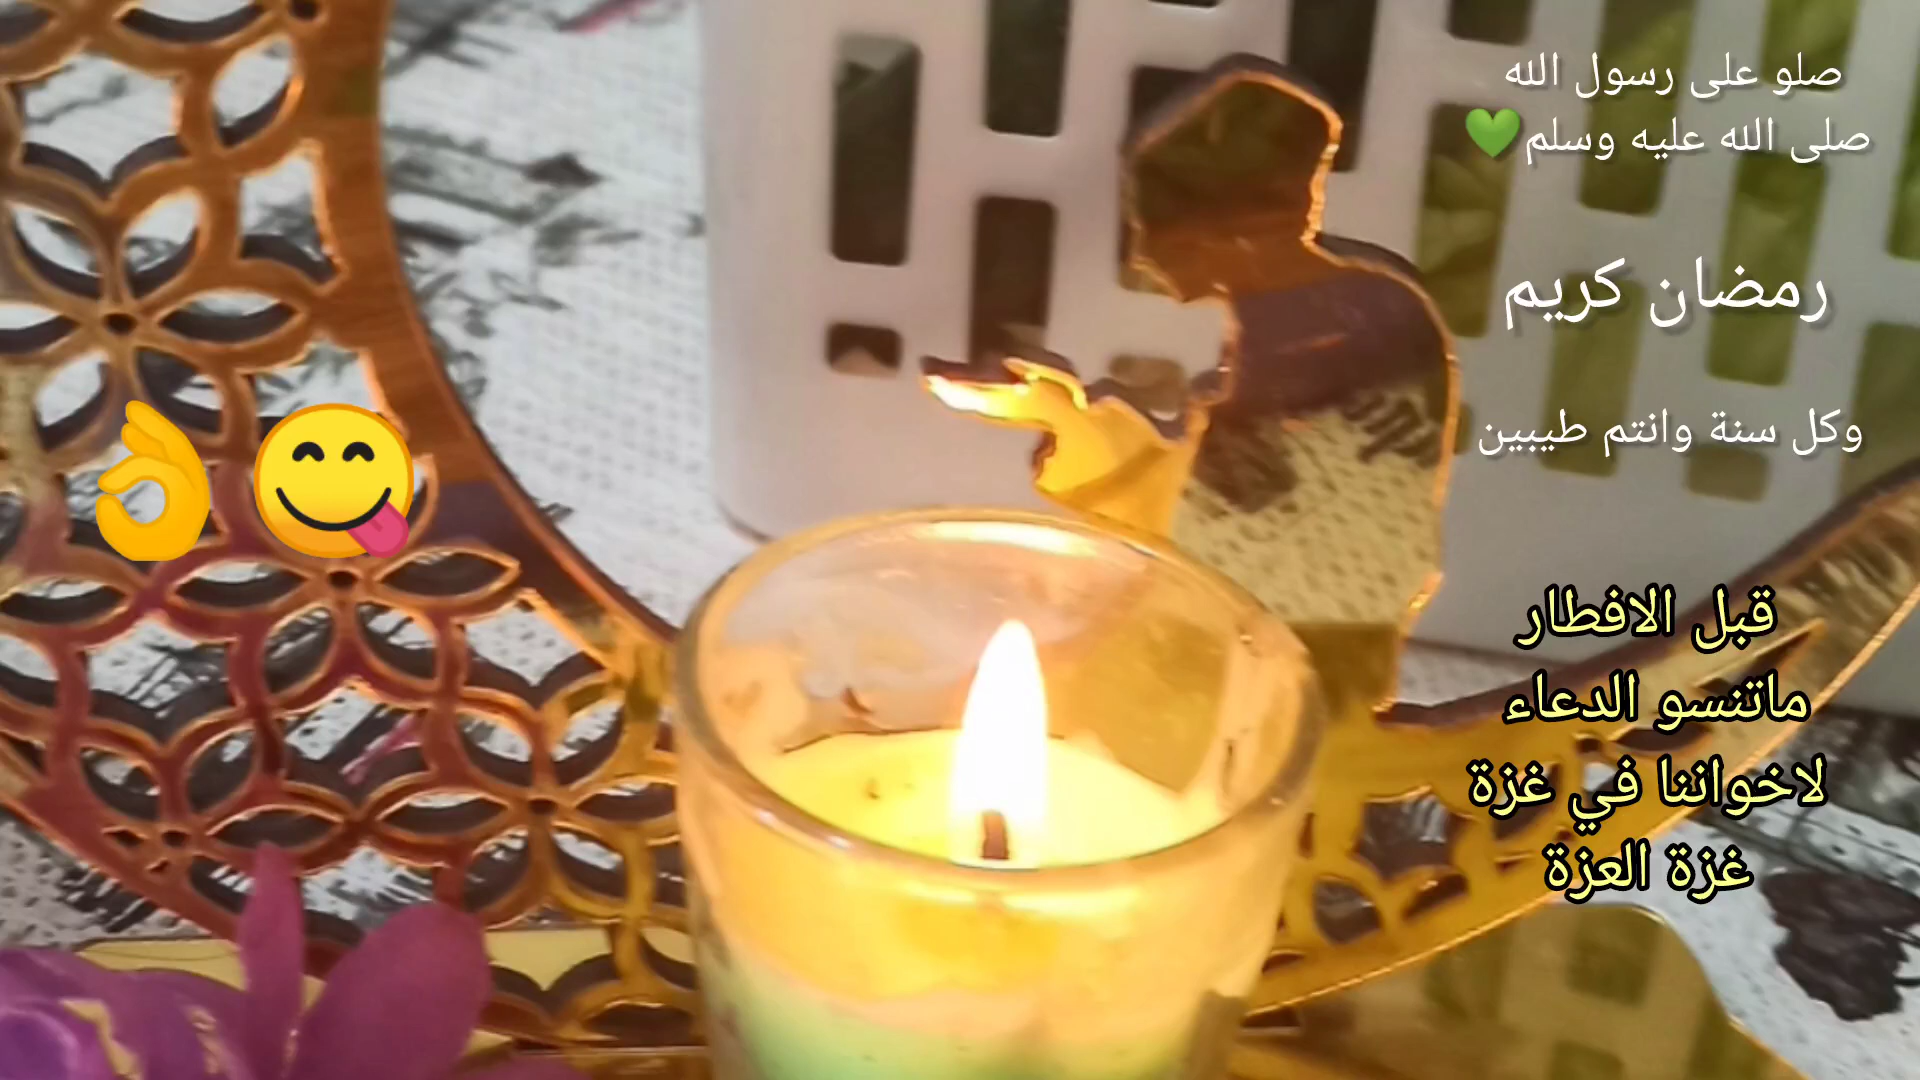 صلو على رسول الله
صلى الله عليه وسلم💚
رمضان كريم
وكل سنة وانتم طيبين
قبل الافطار
ماتنسو الدعاء
لاخواننا في غزة
غزة العزة